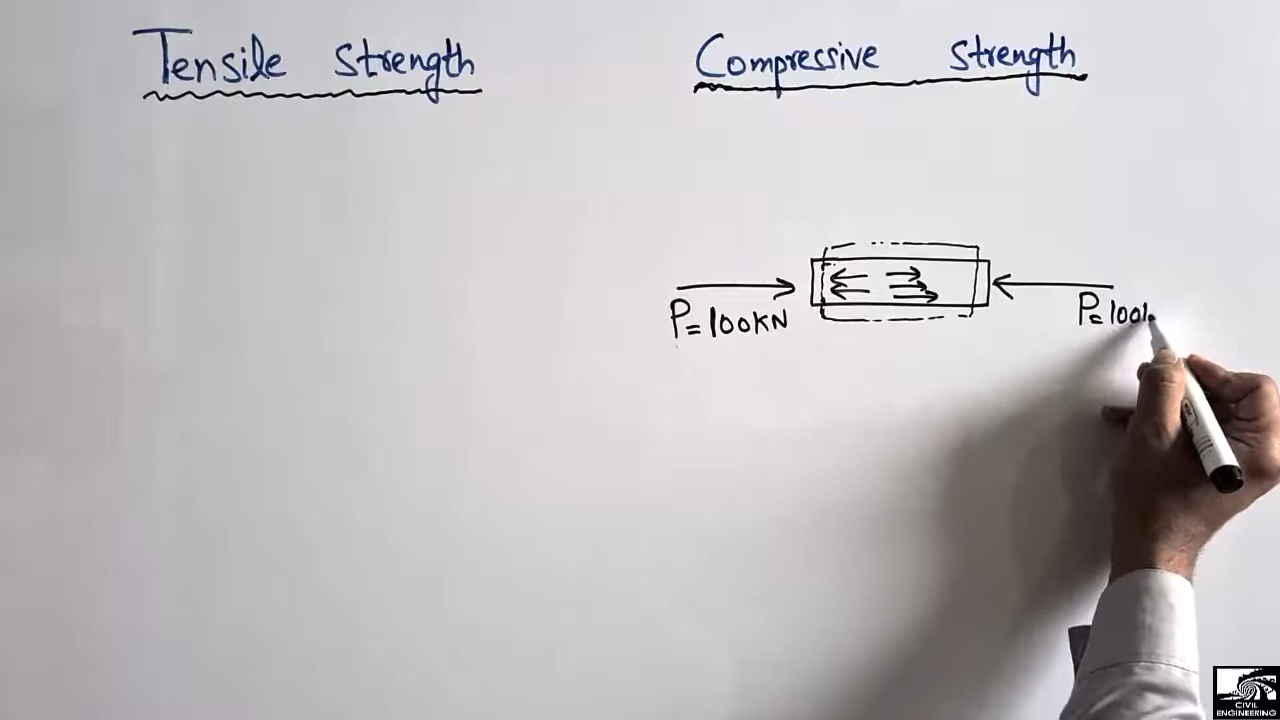 Tensile strength
Compressive strength
P=100KN
P=100
CIVIL
ENGINEERING